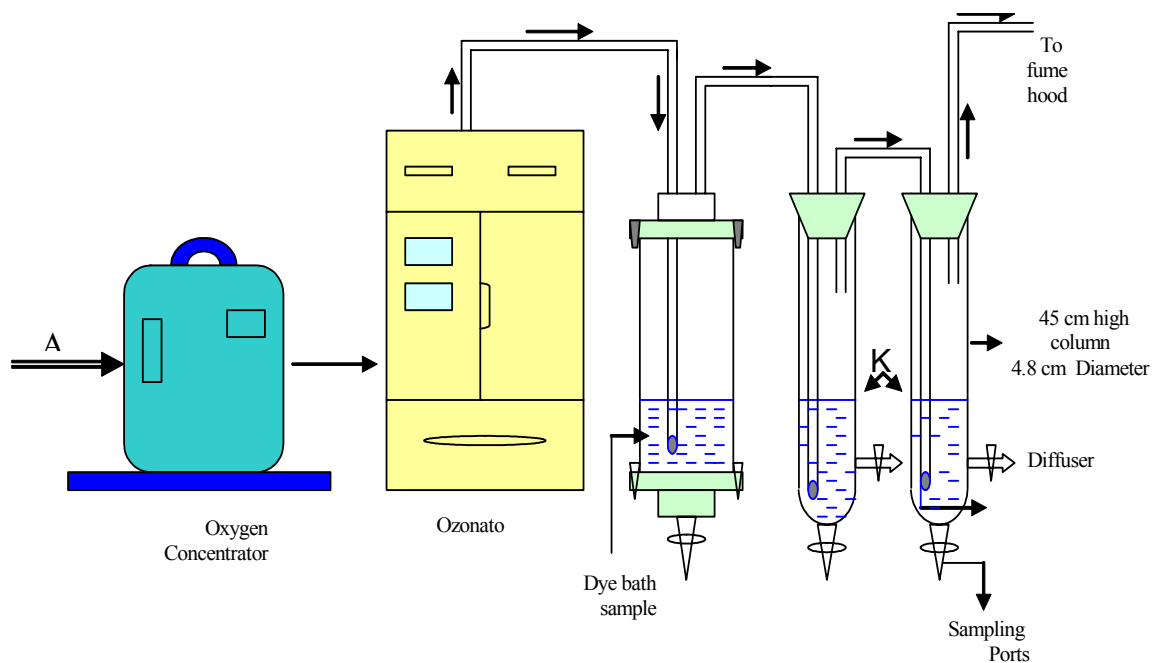 To
fume
hood
A
K
45 cm high
column
4.8 cm Diameter
Diffuser
Oxygen
Concentrator
Ozonato
Dye bath
sample
Sampling
Ports